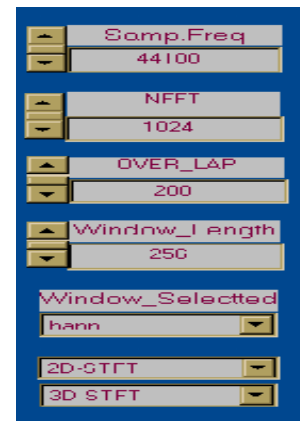 Samp.Freq
44100
NFFT
1024
OVER_LAP
200
Window_Length
256
Window_Selectted
hann
2D-STFT
3D STFT